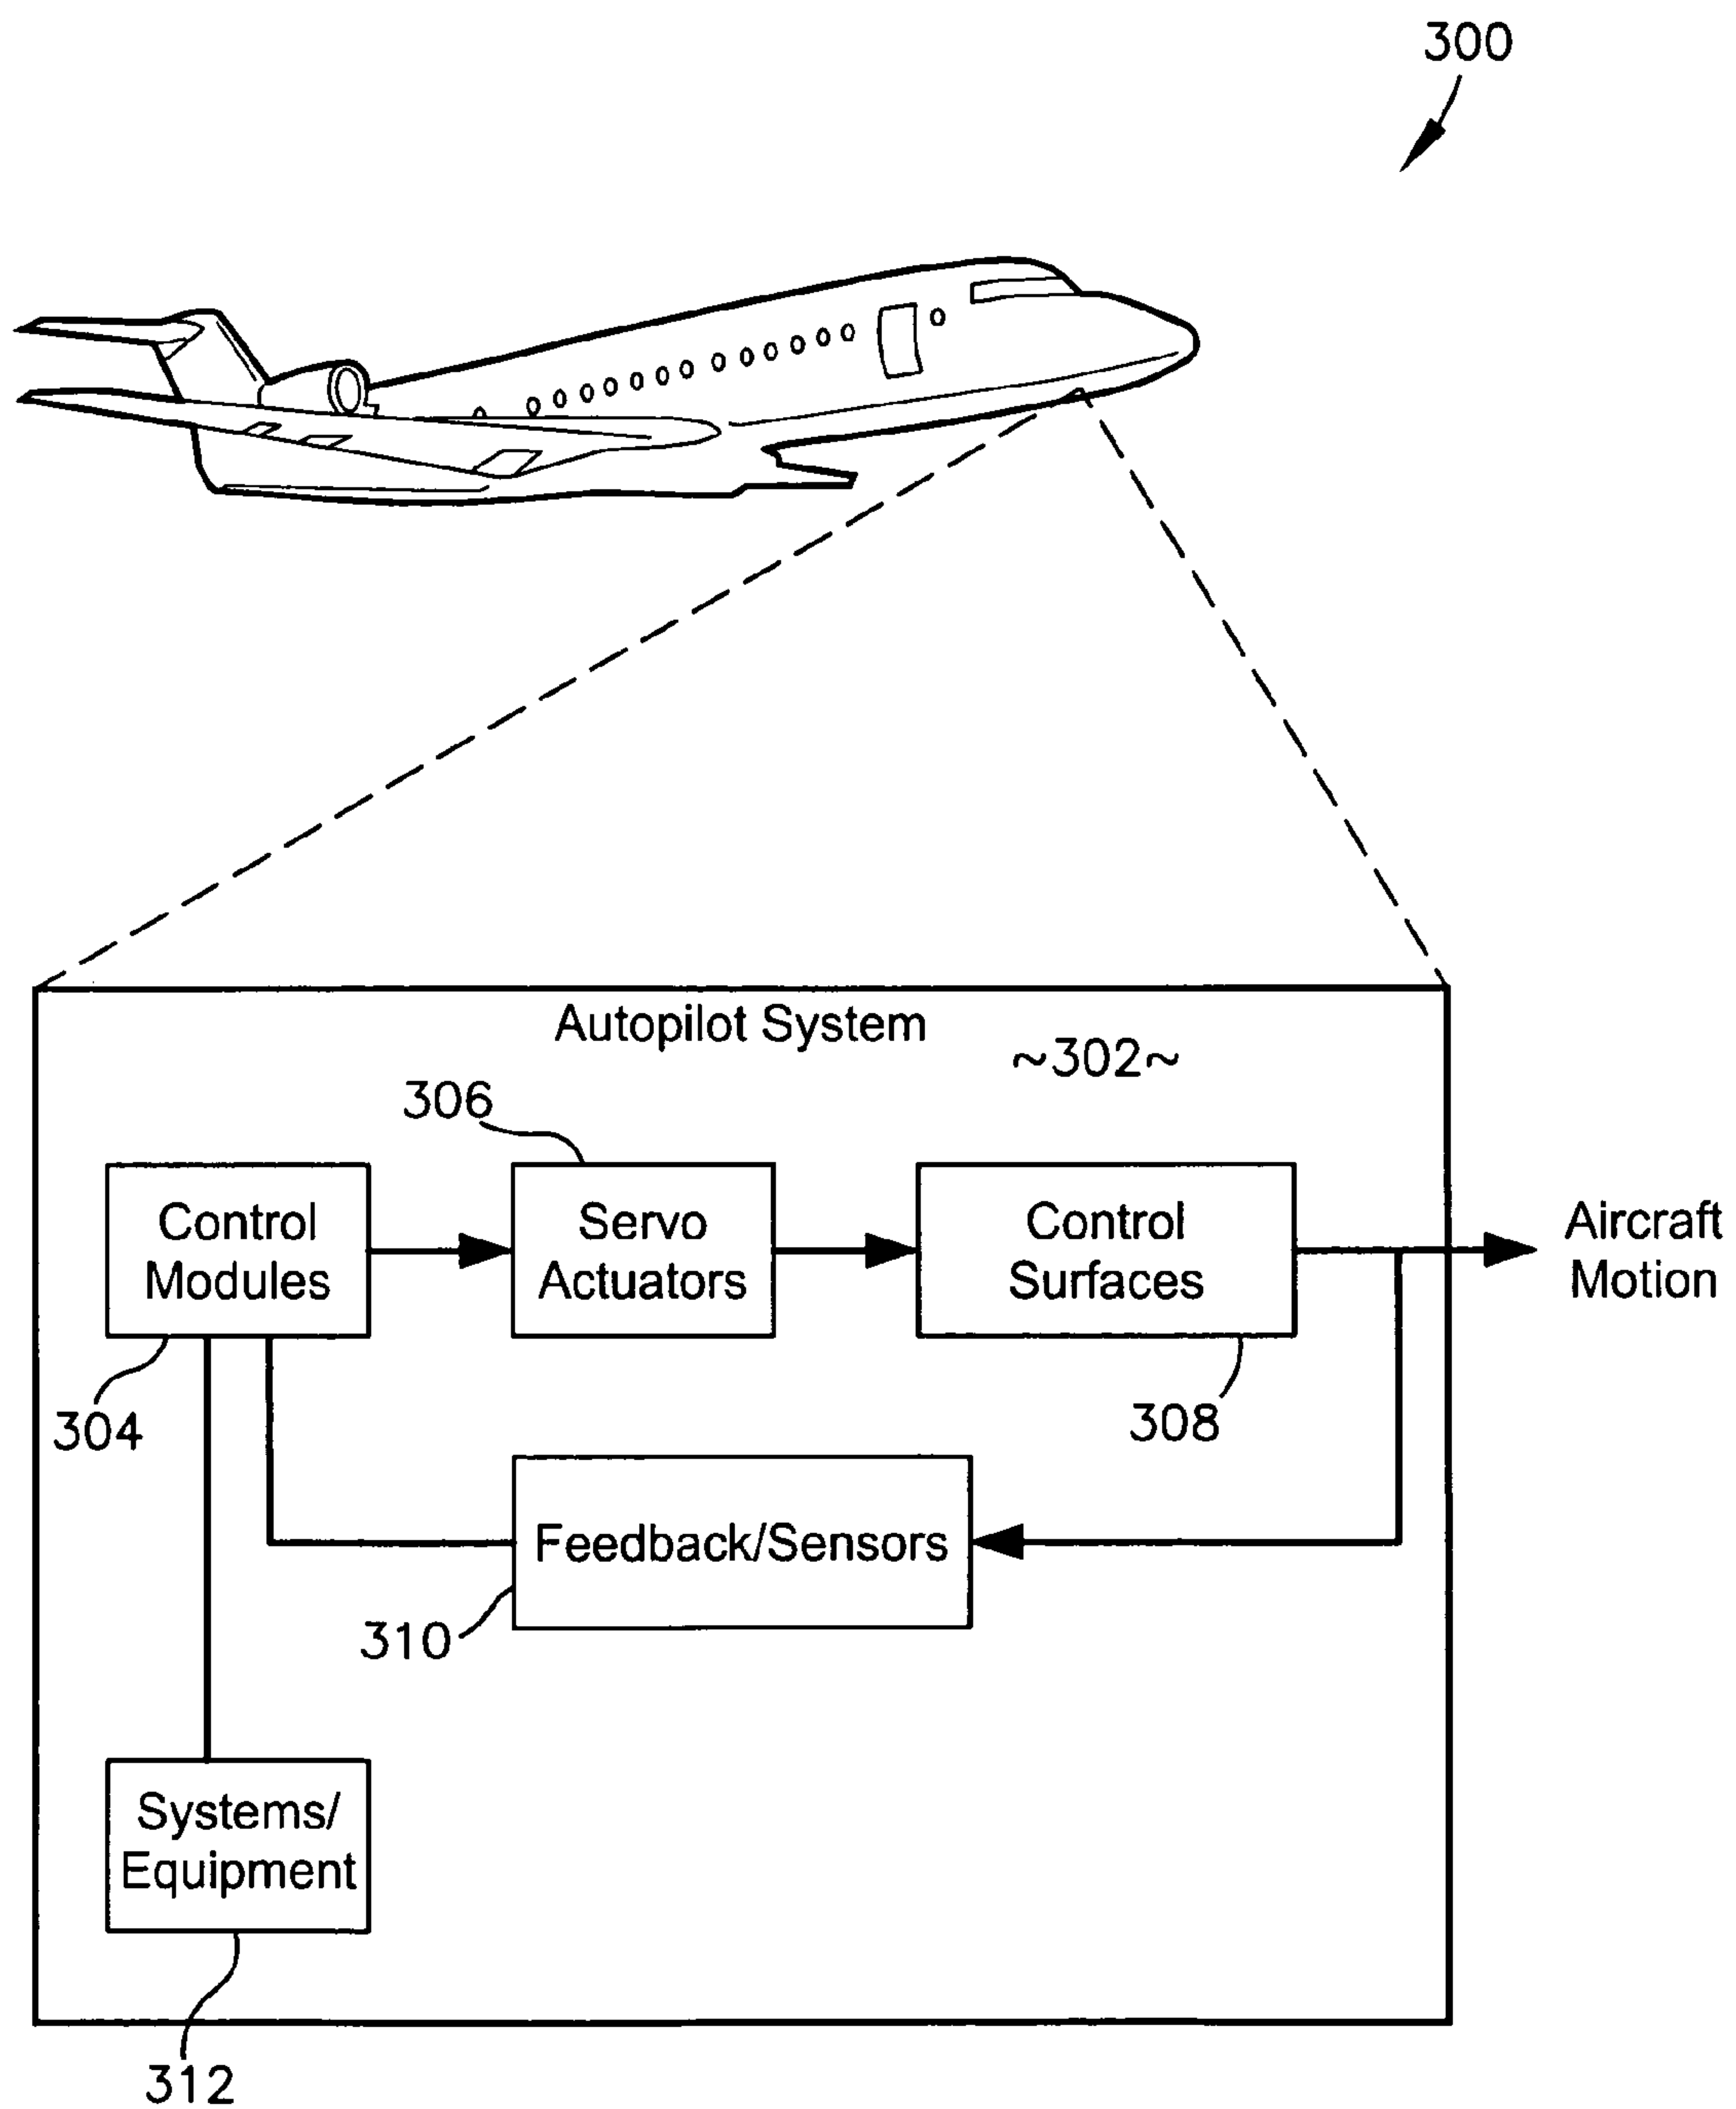 300
Autopilot System
~302~
306
Control
Modules
Servo
Actuators
Control
Surfaces
Aircraft
Motion
304
308
Feedback/Sensors
310
Systems/
Equipment
312